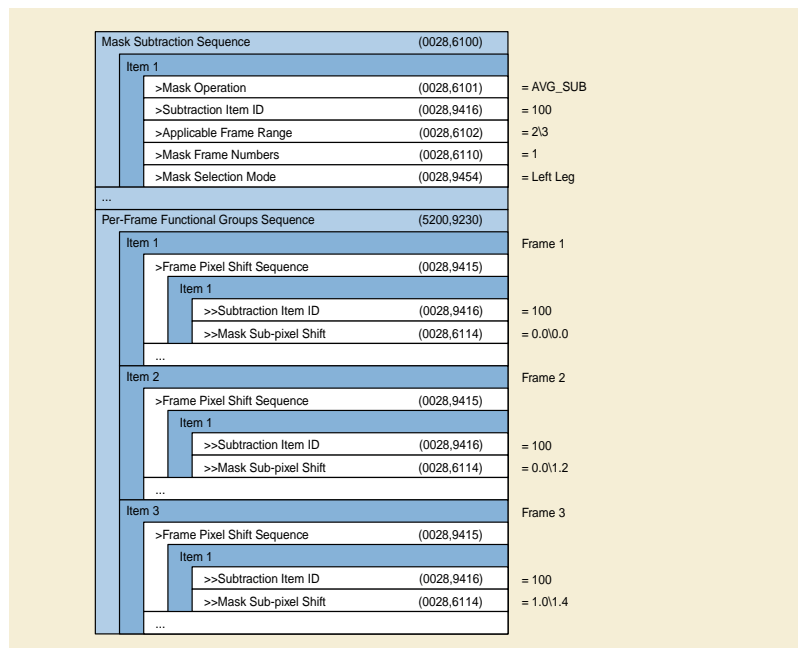 Mask Subtraction Sequence (0028,6100)
Item 1
>Mask Operation (0028,6101) = AVG_SUB
>Subtraction Item ID (0028,9416) = 100
>Applicable Frame Range (0028,6102) = 2\3
>Mask Frame Numbers (0028,6110) = 1
>Mask Selection Mode (0028,9454) = Left Leg
...
Per-Frame Functional Groups Sequence (5200,9230)
Item 1 Frame 1
>Frame Pixel Shift Sequence (0028,9415)
Item 1
>>Subtraction Item ID (0028,9416) = 100
>>Mask Sub-pixel Shift (0028,6114) = 0.0\0.0
...
Item 2 Frame 2
>Frame Pixel Shift Sequence (0028,9415)
Item 1
>>Subtraction Item ID (0028,9416) = 100
>>Mask Sub-pixel Shift (0028,6114) = 0.0\1.2
...
Item 3 Frame 3
>Frame Pixel Shift Sequence (0028,9415)
Item 1
>>Subtraction Item ID (0028,9416) = 100
>>Mask Sub-pixel Shift (0028,6114) = 1.0\1.4
...